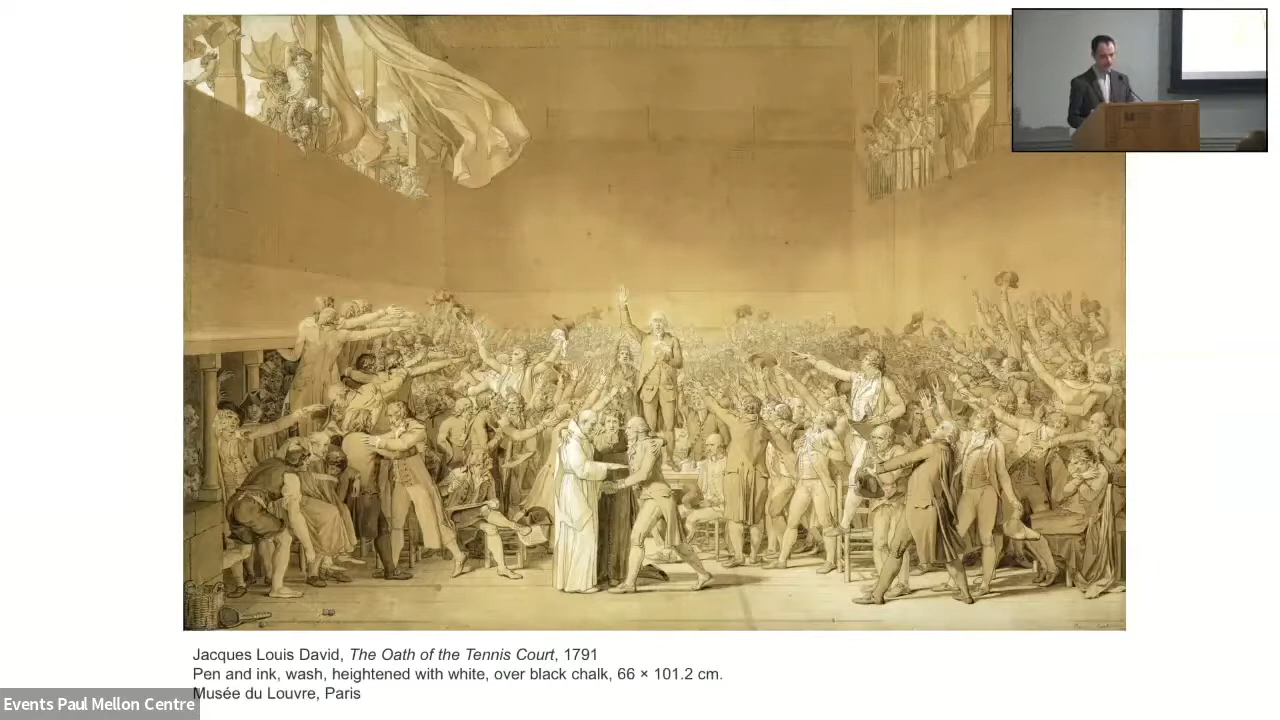 Jacques Louis David, The Oath of the Tennis Court, 1791
Pen and ink, wash, heightened with white, over black chalk, 66 × 101.2 cm.
Musée du Louvre, Paris
Events Paul Mellon Centre